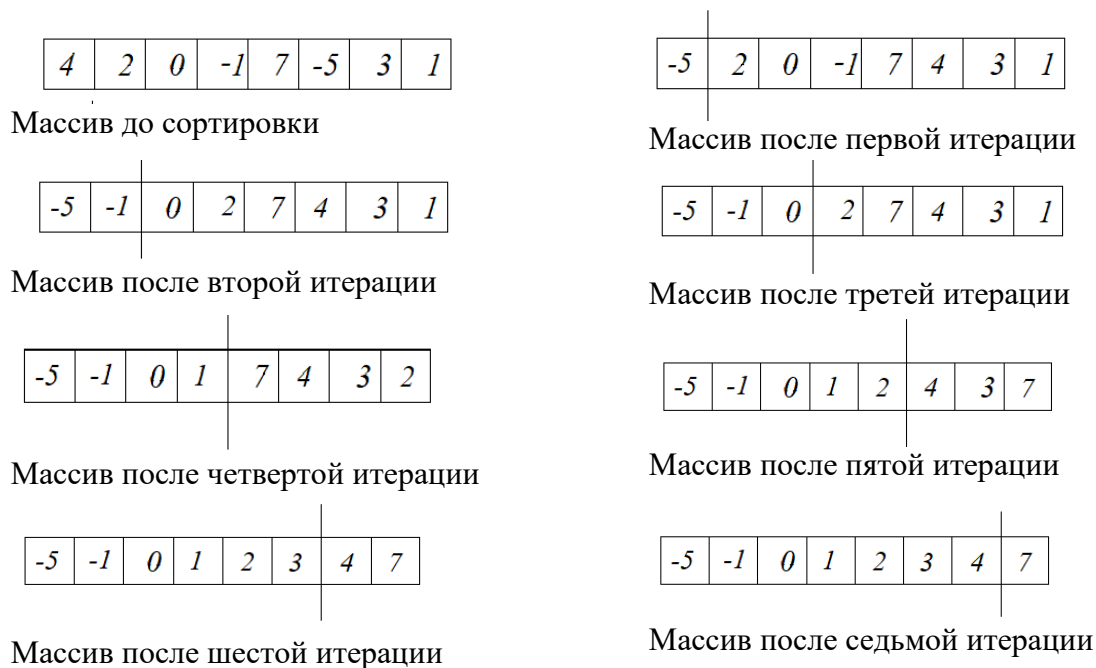 4 2 0 -1 7 -5 3 1
Массив до сортировки
-5 2 0 -1 7 4 3 1
Массив после первой итерации
-5 -1 0 2 7 4 3 1
Массив после второй итерации
-5 -1 0 2 7 4 3 1
Массив после третей итерации
-5 -1 0 1 7 4 3 2
Массив после четвертой итерации
-5 -1 0 1 2 4 3 7
Массив после пятой итерации
-5 -1 0 1 2 3 4 7
Массив после шестой итерации
-5 -1 0 1 2 3 4 7
Массив после седьмой итерации